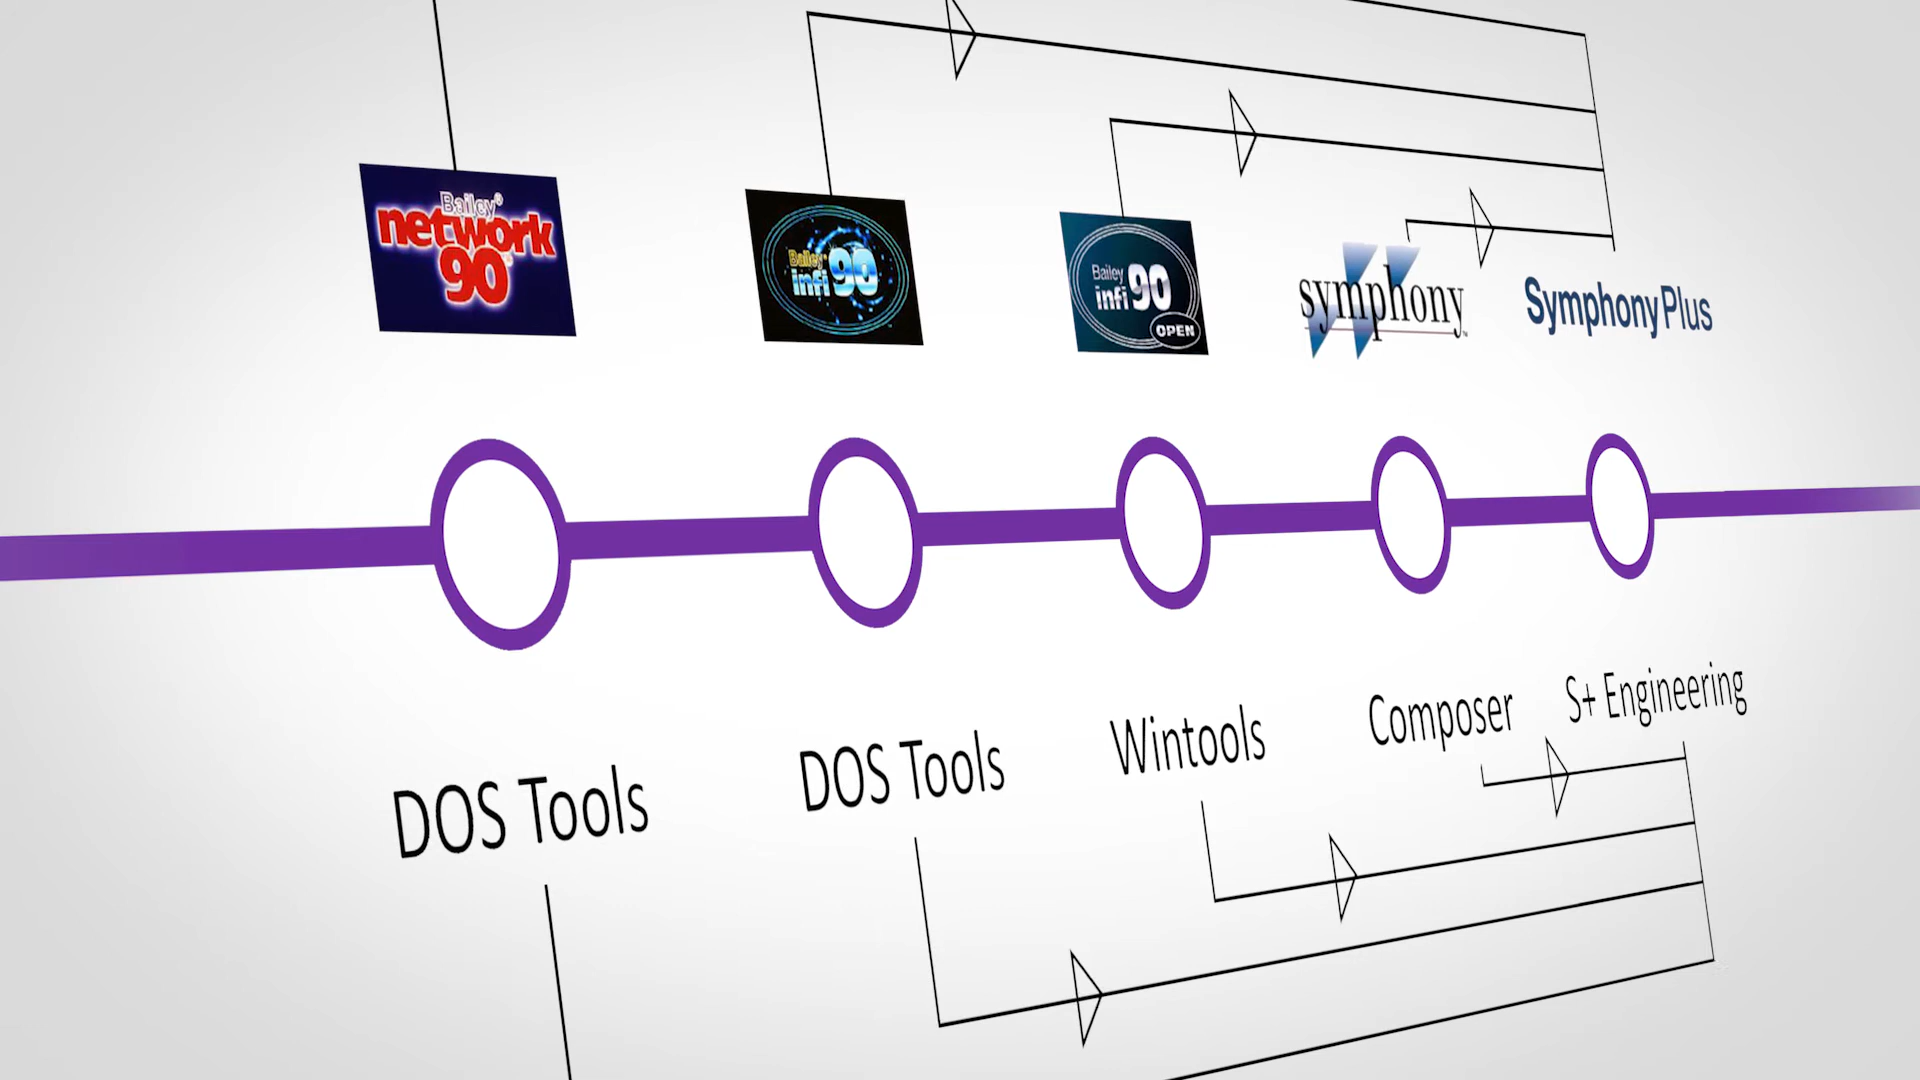 Bailey®
network
90
Bailey®
infi 90
Bailey
infi 90
OPEN
symphony™
Symphony Plus
DOS Tools
DOS Tools
Wintools
Composer
S+ Engineering